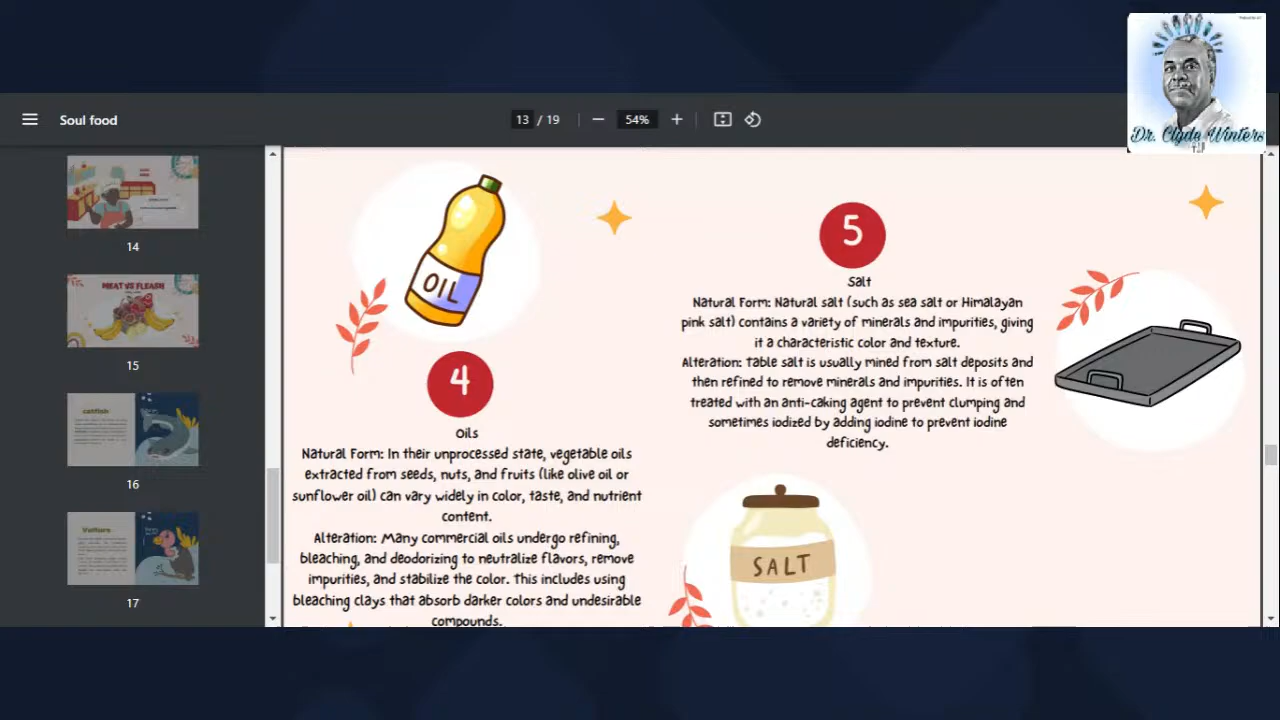 Dr. Clyde Winters
Soul food
13 / 19
54%
14
MEAT VS FLEASH
15
catfish
16
Vulture
17
OIL
4
Oils
Natural Form: In their unprocessed state, vegetable oils
extracted from seeds, nuts, and fruits (like olive oil or
sunflower oil) can vary widely in color, taste, and nutrient
content.
Alteration: Many commercial oils undergo refining,
bleaching, and deodorizing to neutralize flavors, remove
impurities, and stabilize the color. This includes using
bleaching clays that absorb darker colors and undesirable
compounds.
5
Salt
Natural Form: Natural salt (such as sea salt or Himalayan
pink salt) contains a variety of minerals and impurities, giving
it a characteristic color and texture.
Alteration: Table salt is usually mined from salt deposits and
then refined to remove minerals and impurities. It is often
treated with an anti-caking agent to prevent clumping and
sometimes iodized by adding iodine to prevent iodine
deficiency.
SALT